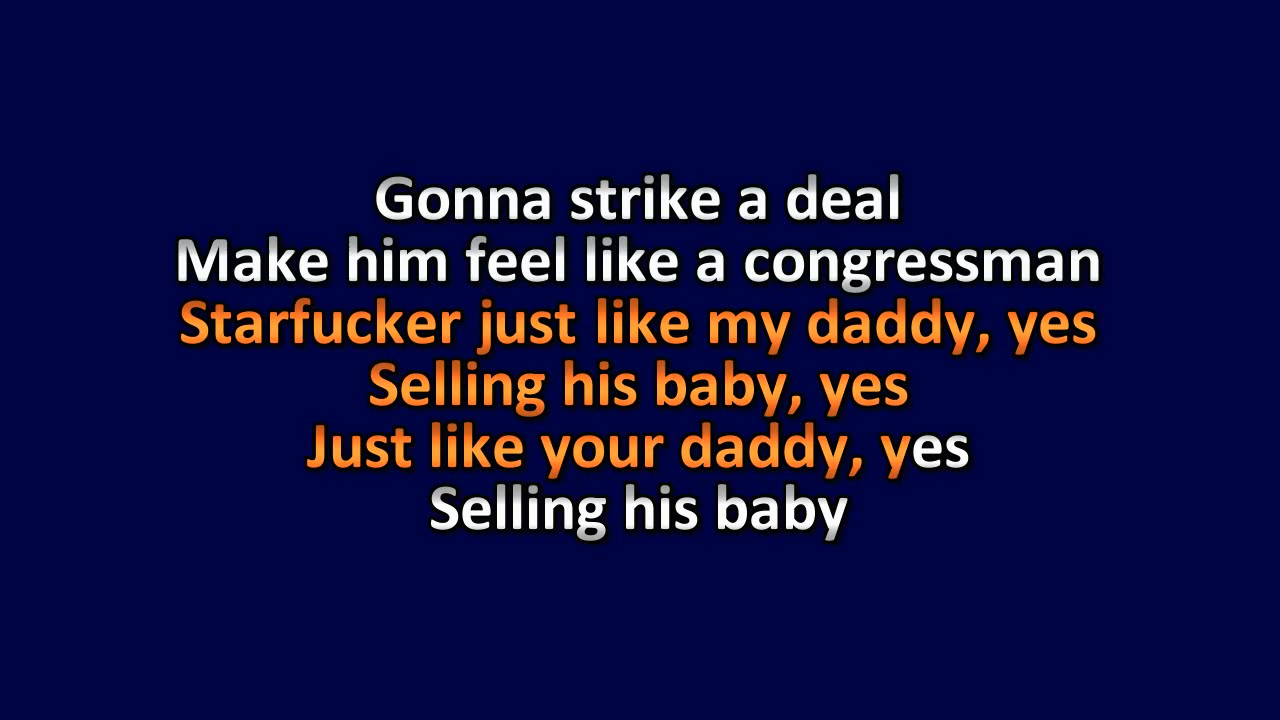 Gonna strike a deal
Make him feel like a congressman
Starfucker just like my daddy, yes
Selling his baby, yes
Just like your daddy, yes
Selling his baby